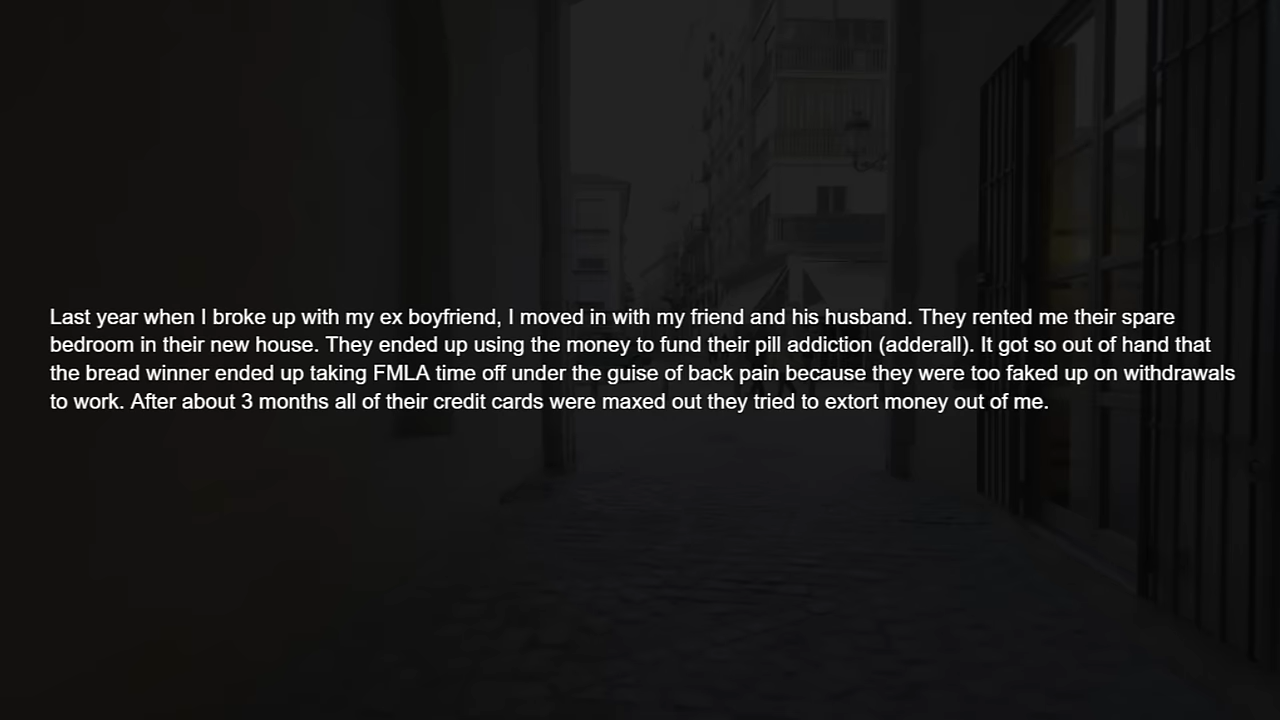 Last year when I broke up with my ex boyfriend, I moved in with my friend and his husband. They rented me their spare
bedroom in their new house. They ended up using the money to fund their pill addiction (adderall). It got so out of hand that
the bread winner ended up taking FMLA time off under the guise of back pain because they were too faked up on withdrawals
to work. After about 3 months all of their credit cards were maxed out they tried to extort money out of me.